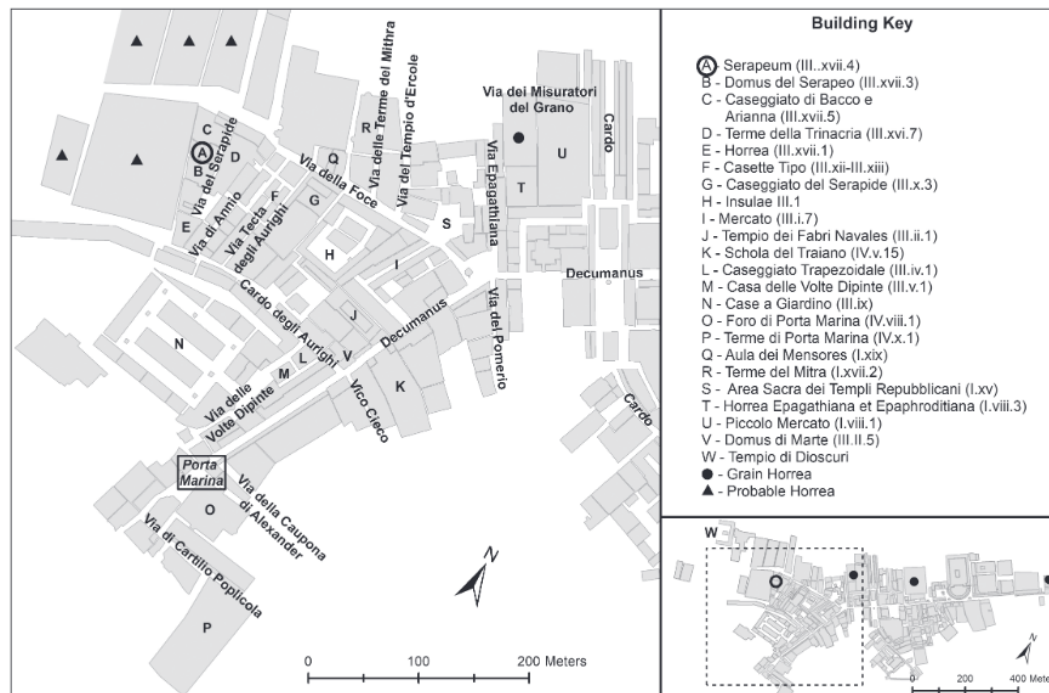 Building Key
A - Serapeum (III..xvii.4)
B - Domus del Serapeo (III.xvii.3)
C - Caseggiato di Bacco e
Arianna (III.xvii.5)
D - Terme della Trinacria (III.xvi.7)
E - Horrea (III.xvii.1)
F - Casette Tipo (III.xii-III.xiii)
G - Caseggiato del Serapide (III.x.3)
H - Insulae III.1
I - Mercato (III.i.7)
J - Tempio dei Fabri Navales (III.ii.1)
K - Schola del Traiano (IV.v.15)
L - Caseggiato Trapezoidale (III.iv.1)
M - Casa delle Volte Dipinte (III.v.1)
N - Case a Giardino (III.ix)
O - Foro di Porta Marina (IV.viii.1)
P - Terme di Porta Marina (IV.x.1)
Q - Aula dei Mensores (I.xix)
R - Terme del Mitra (I.xvii.2)
S - Area Sacra dei Templi Repubblicani (I.xv)
T - Horrea Epagathiana et Epaphroditiana (I.viii.3)
U - Piccolo Mercato (I.viii.1)
V - Domus di Marte (III.II.5)
W - Tempio di Dioscuri
● - Grain Horrea
▲ - Probable Horrea
Via delle Terme del Mithra
Via del Tempio d'Ercole
Via dei Misuratori
del Grano
Cardo
Via Epagathiana
Via della Foce
Via del Serapide
Via di Annio
Via Tecta
degli Aurighi
Cardo degli Aurighi
Decumanus
Decumanus
Via del Pomerio
Cardo
Via delle
Volte Dipinte
Vico Cieco
Porta
Marina
Via della Caupona
di Alexander
Via di Cartilio Poplicola
C
A
B
D
E
F
G
Q
R
H
I
S
T
U
J
K
L
V
M
N
O
P
N
0 100 200 Meters
W
N
0 200 400 Mete